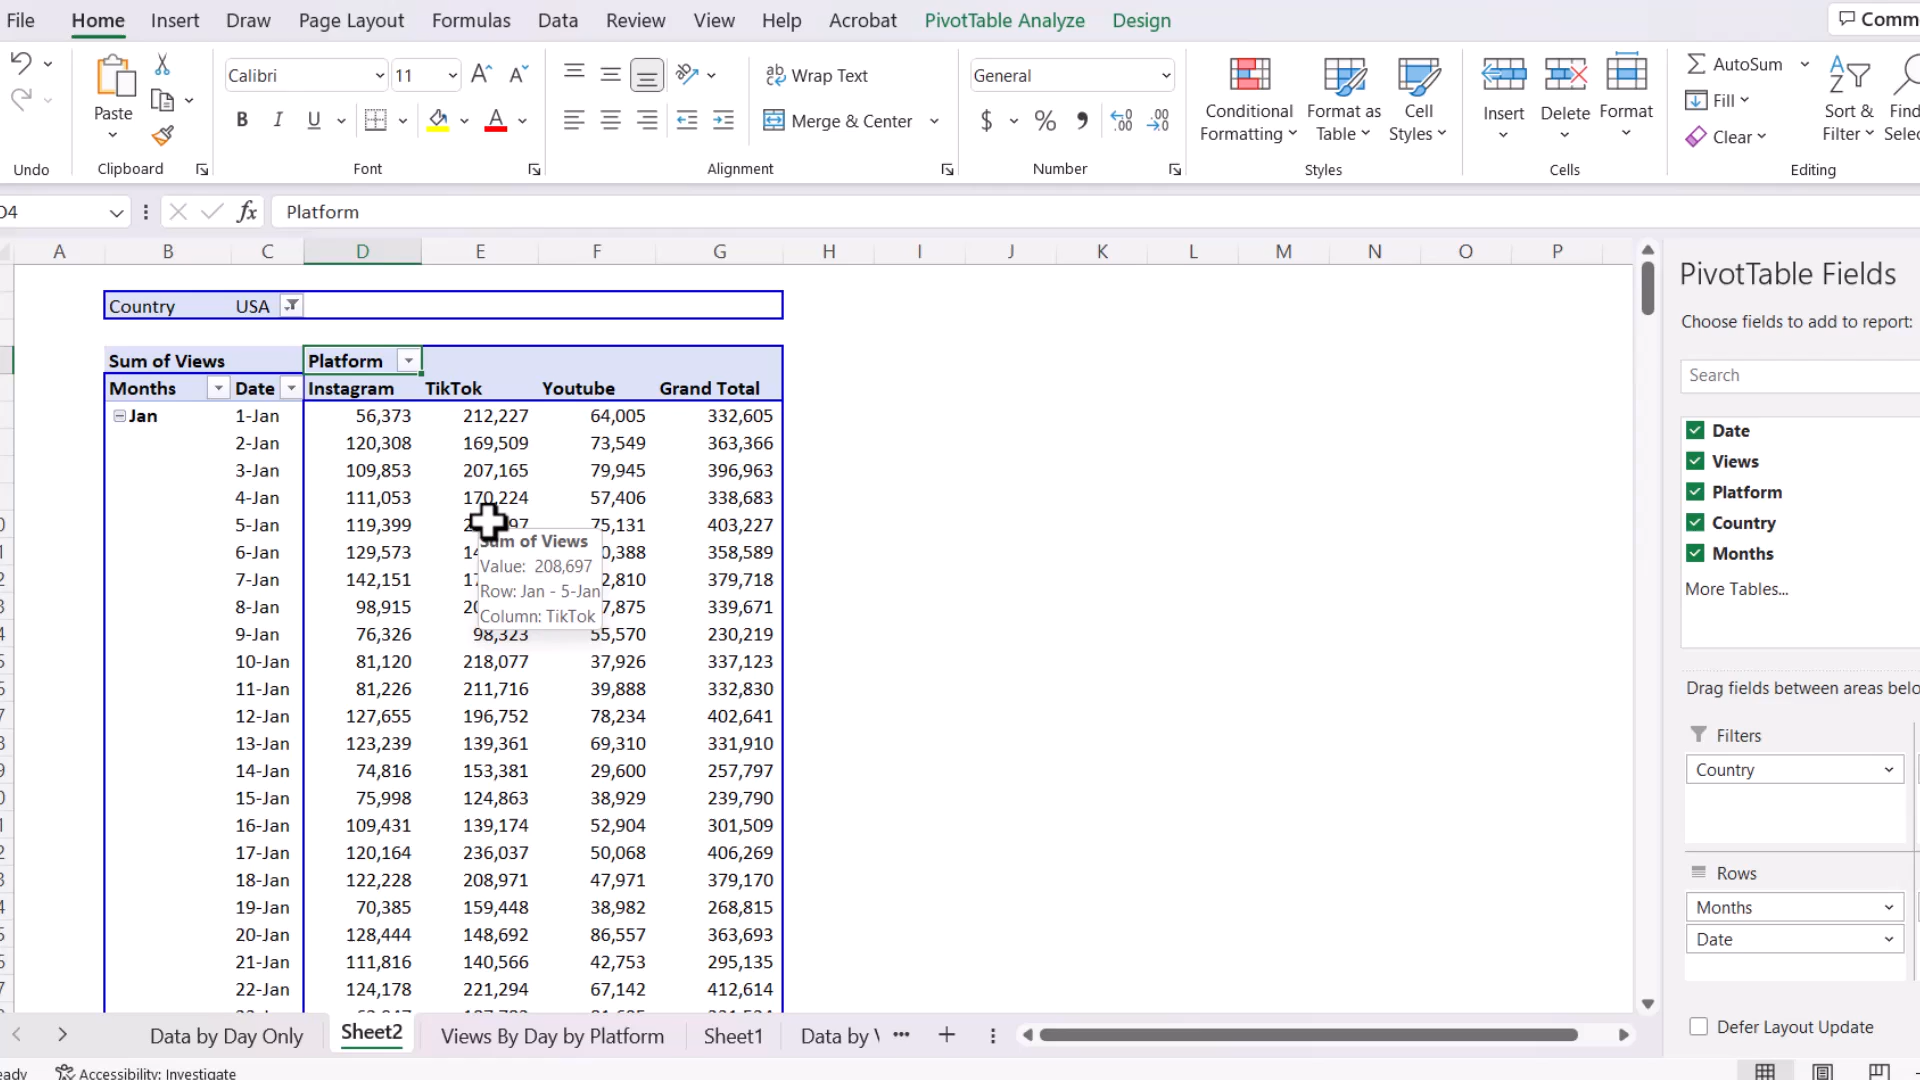 File Home Insert Draw Page Layout Formulas Data Review View Help Acrobat PivotTable Analyze Design
Calibri 11 Wrap Text General AutoSum
Paste B I U Merge & Center $ % Conditional Formatting Format as Table Cell Styles Insert Delete Format Fill Clear Sort & Filter
Undo Clipboard Font Alignment Number Styles Cells Editing
fx Platform
A B C D E F G H I J K L M N O P
Country USA
Sum of Views Platform
Months Date Instagram TikTok Youtube Grand Total
Jan 1-Jan 56,373 212,227 64,005 332,605
2-Jan 120,308 169,509 73,549 363,366
3-Jan 109,853 207,165 79,945 396,963
4-Jan 111,053 170,224 57,406 338,683
5-Jan 119,399 75,131 403,227
6-Jan 129,573 358,589
7-Jan 142,151 379,718
8-Jan 98,915 339,671
9-Jan 76,326 98,323 55,570 230,219
10-Jan 81,120 218,077 37,926 337,123
11-Jan 81,226 211,716 39,888 332,830
12-Jan 127,655 196,752 78,234 402,641
13-Jan 123,239 139,361 69,310 331,910
14-Jan 74,816 153,381 29,600 257,797
15-Jan 75,998 124,863 38,929 239,790
16-Jan 109,431 139,174 52,904 301,509
17-Jan 120,164 236,037 50,068 406,269
18-Jan 122,228 208,971 47,971 379,170
19-Jan 70,385 159,448 38,982 268,815
20-Jan 128,444 148,692 86,557 363,693
21-Jan 111,816 140,566 42,753 295,135
22-Jan 124,178 221,294 67,142 412,614
Sum of Views
Value: 208,697
Row: Jan - 5-Jan
Column: TikTok
PivotTable Fields
Choose fields to add to report:
Search
Date
Views
Platform
Country
Months
More Tables...
Drag fields between areas
Filters
Country
Rows
Months
Date
Defer Layout Update
Data by Day Only Sheet2 Views By Day by Platform Sheet1 Data by
Accessibility: Investigate